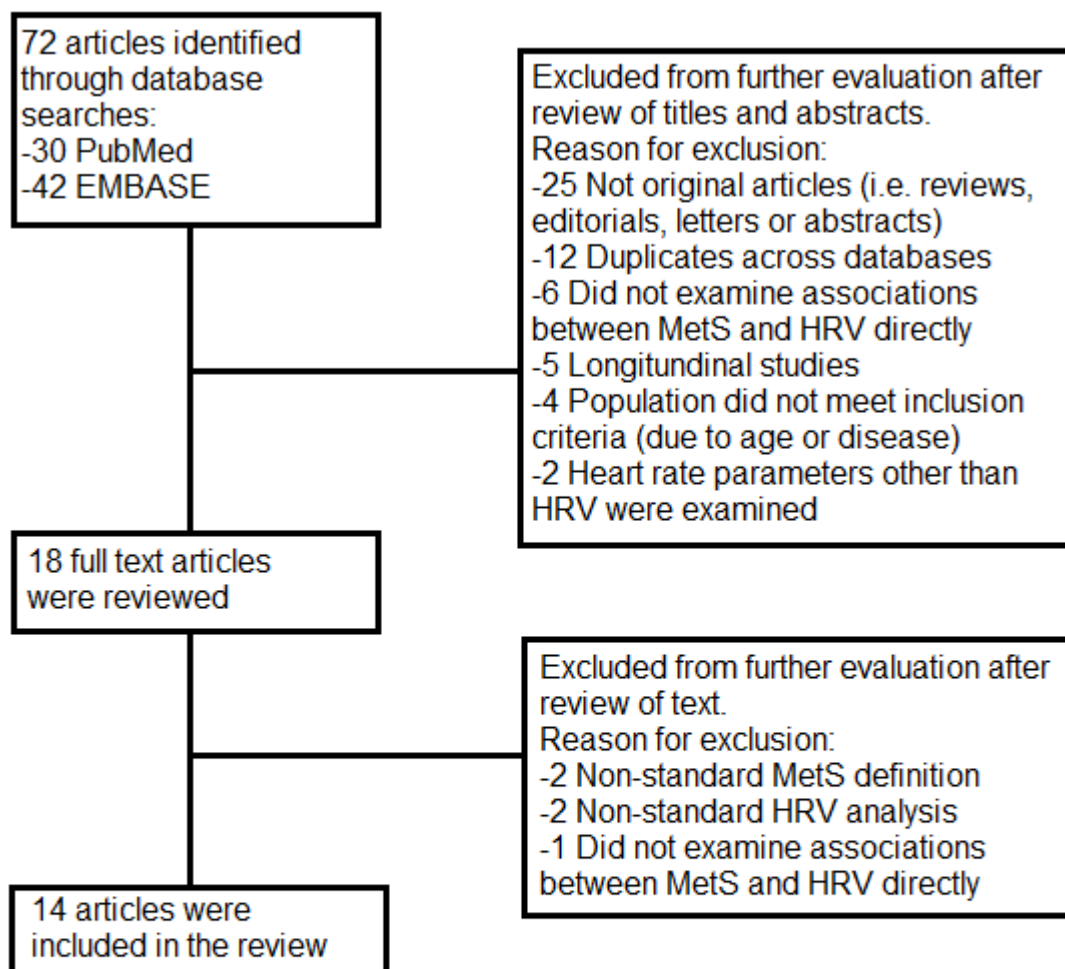 72 articles identified
through database
searches:
-30 PubMed
-42 EMBASE
Excluded from further evaluation after
review of titles and abstracts.
Reason for exclusion:
-25 Not original articles (i.e. reviews,
editorials, letters or abstracts)
-12 Duplicates across databases
-6 Did not examine associations
between MetS and HRV directly
-5 Longitundinal studies
-4 Population did not meet inclusion
criteria (due to age or disease)
-2 Heart rate parameters other than
HRV were examined
18 full text articles
were reviewed
Excluded from further evaluation after
review of text.
Reason for exclusion:
-2 Non-standard MetS definition
-2 Non-standard HRV analysis
-1 Did not examine associations
between MetS and HRV directly
14 articles were
included in the review